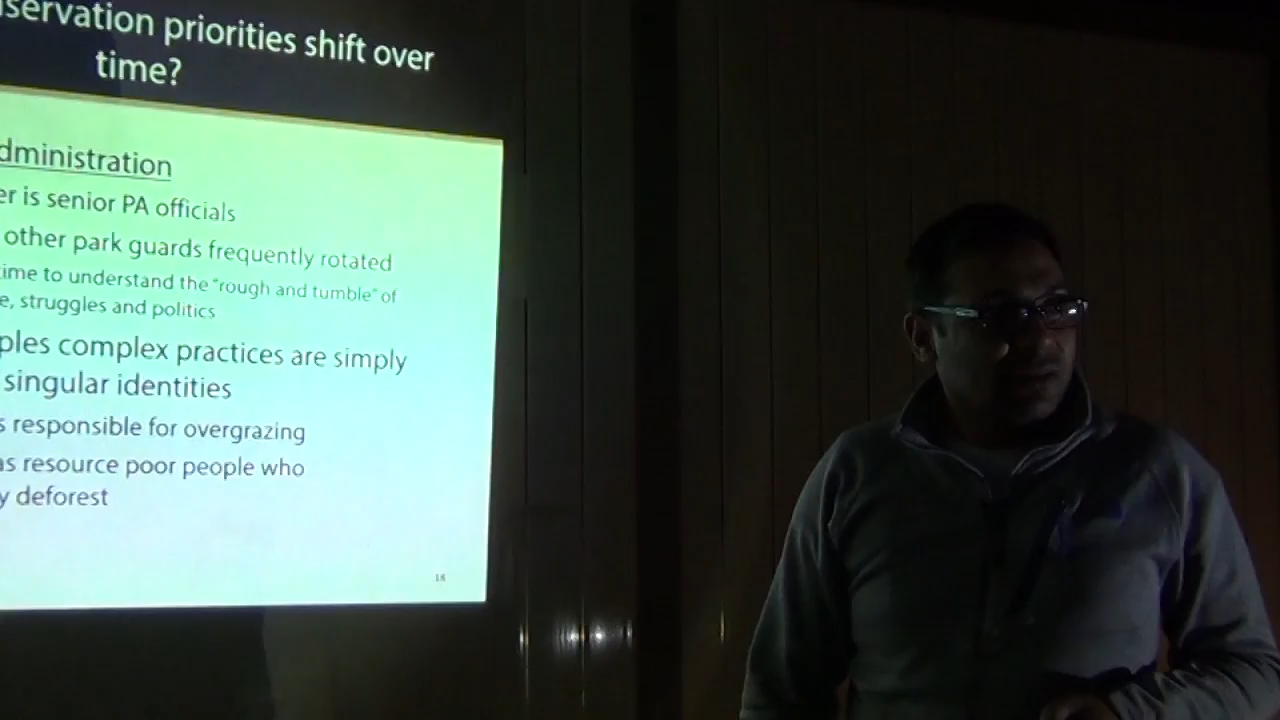 servation priorities shift over
time?
dministration
er is senior PA officials
other park guards frequently rotated
ime to understand the "rough and tumble" of
e, struggles and politics
ples complex practices are simply
singular identities
s responsible for overgrazing
as resource poor people who
y deforest
18